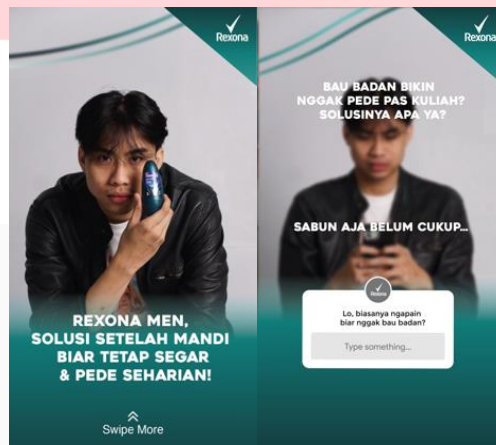 Rexona
REXONA MEN,
SOLUSI SETELAH MANDI
BIAR TETAP SEGAR
& PEDE SEHARIAN!
Swipe More
Rexona
BAU BADAN BIKIN
NGGAK PEDE PAS KULIAH?
SOLUSINYA APA YA?
SABUN AJA BELUM CUKUP...
Rexona
Lo, biasanya ngapain
biar nggak bau badan?
Type something...